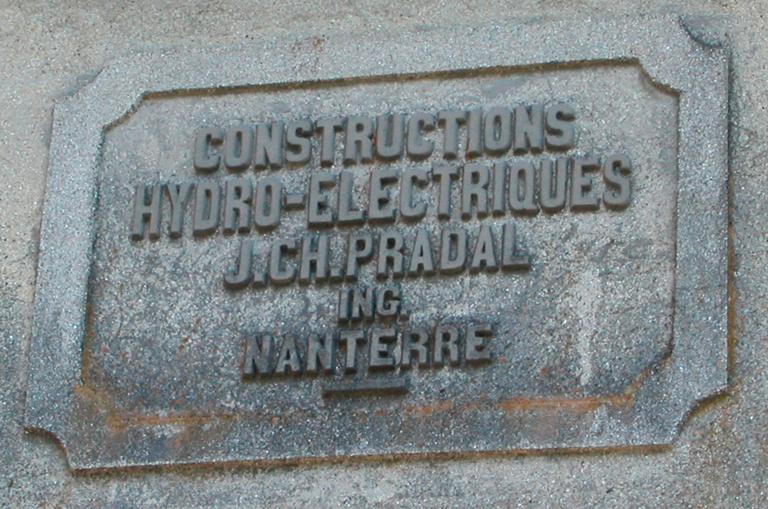 CONSTRUCTIONS
HYDRO-ELECTRIQUES
J.CH.PRADAL
ING.
NANTERRE